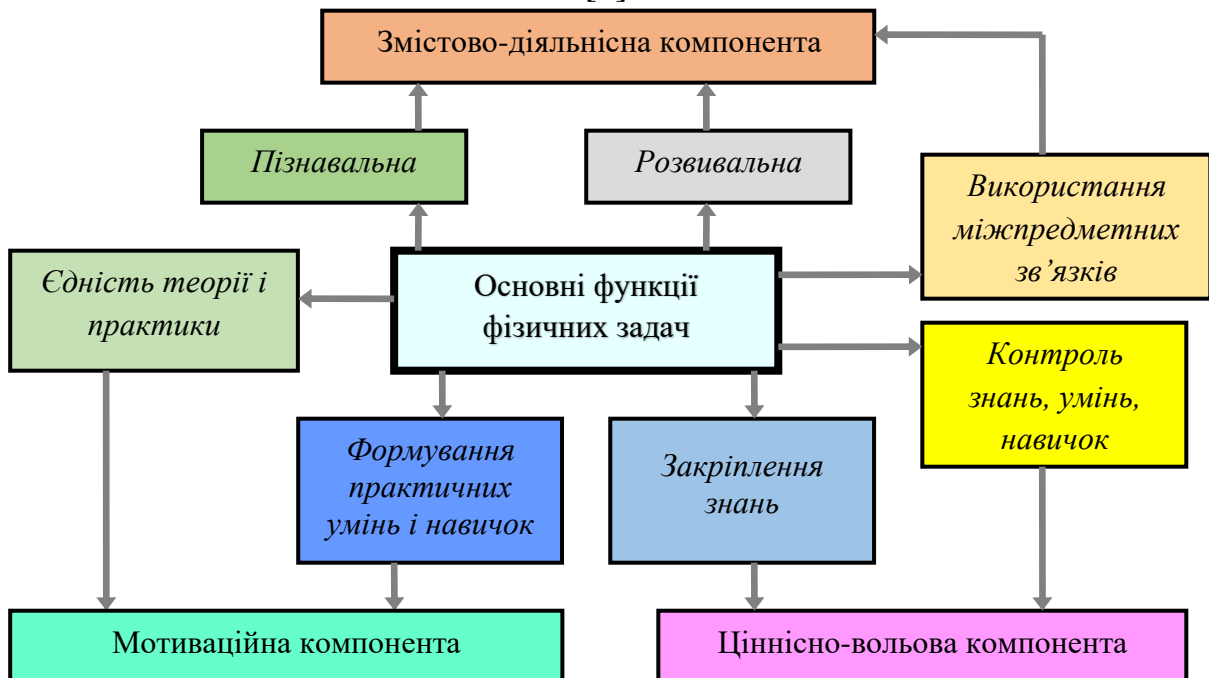 Змістово-діяльнісна компонента
Пізнавальна
Розвивальна
Використання
міжпредметних
зв’язків
Єдність теорії і
практики
Основні функції
фізичних задач
Контроль
знань, умінь,
навичок
Формування
практичних
умінь і навичок
Закріплення
знань
Мотиваційна компонента
Ціннісно-вольова компонента